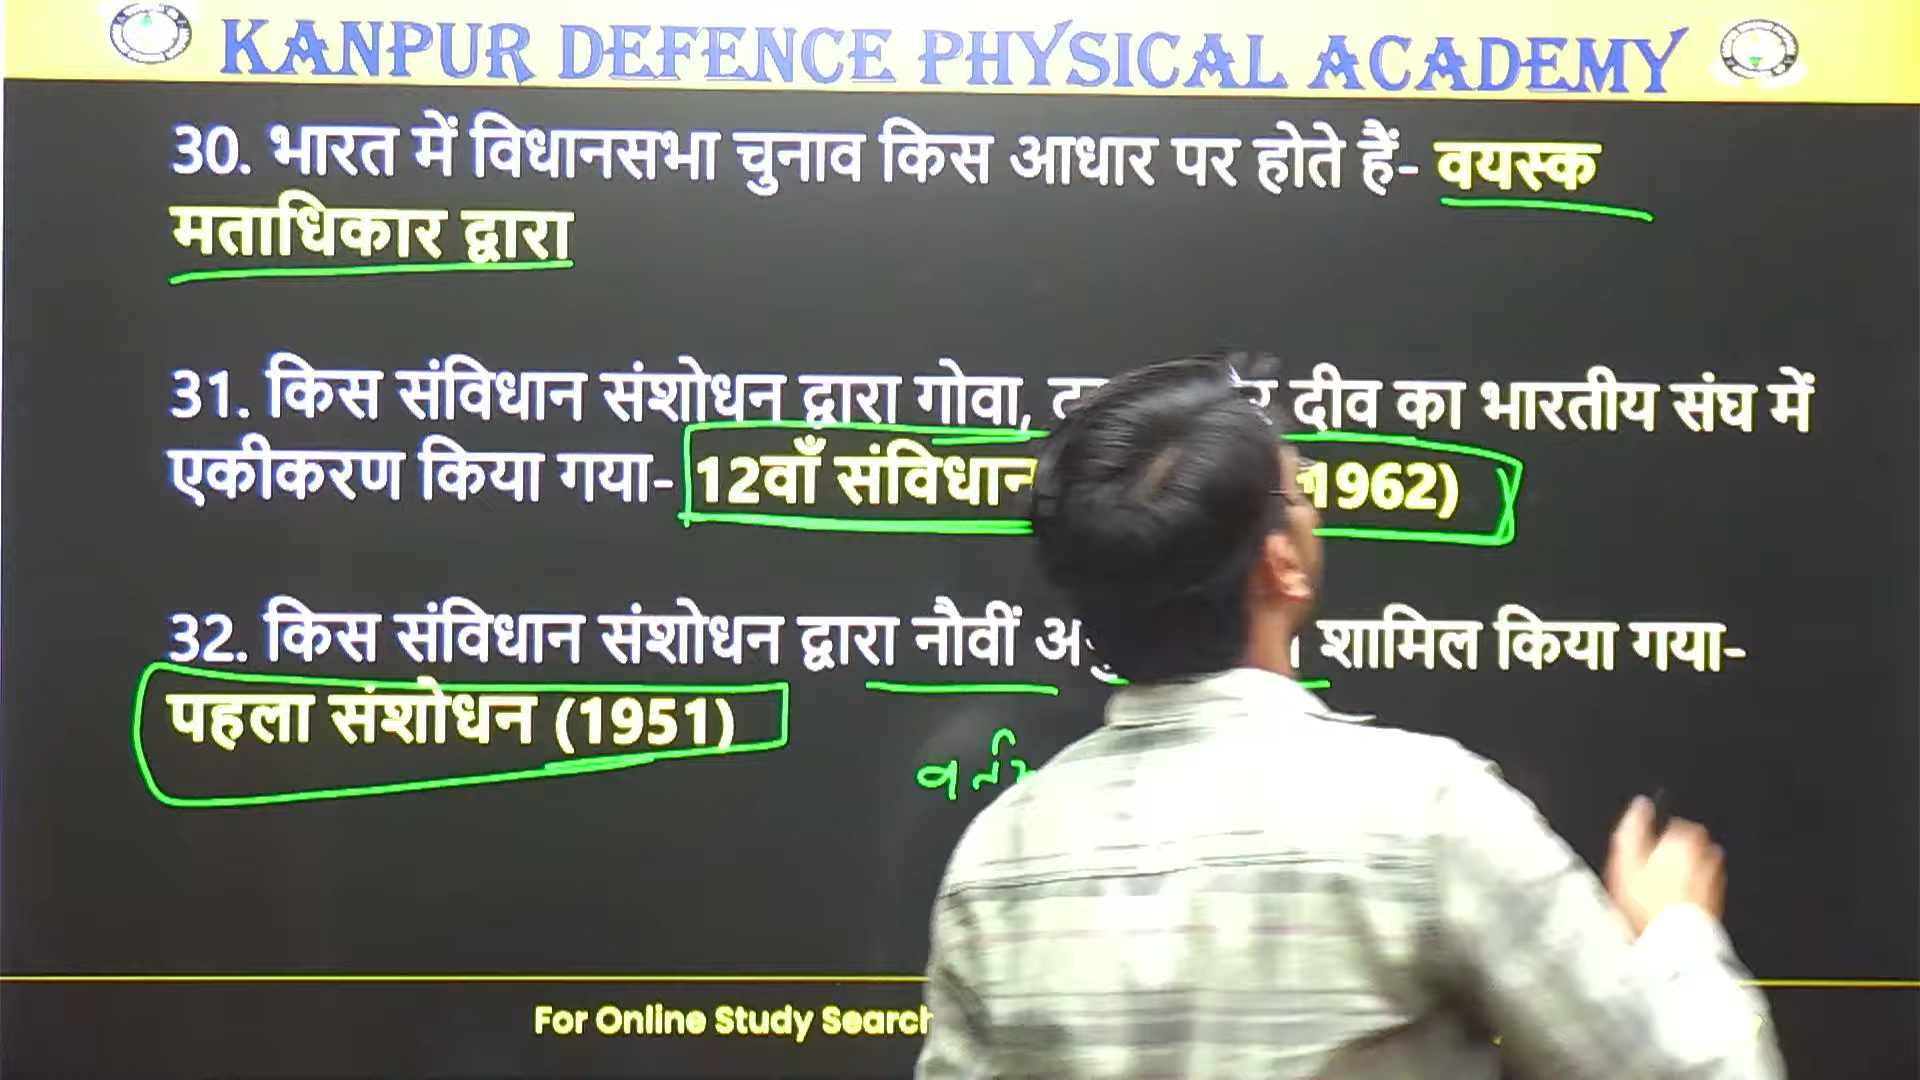 KANPUR DEFENCE PHYSICAL ACADEMY
30. भारत में विधानसभा चुनाव किस आधार पर होते हैं- वयस्क
मताधिकार द्वारा
31. किस संविधान संशोधन द्वारा गोवा, दीव का भारतीय संघ में
एकीकरण किया गया- 12वाँ संविधान 1962)
32. किस संविधान संशोधन द्वारा नौवीं शामिल किया गया-
पहला संशोधन (1951)
For Online Study Search